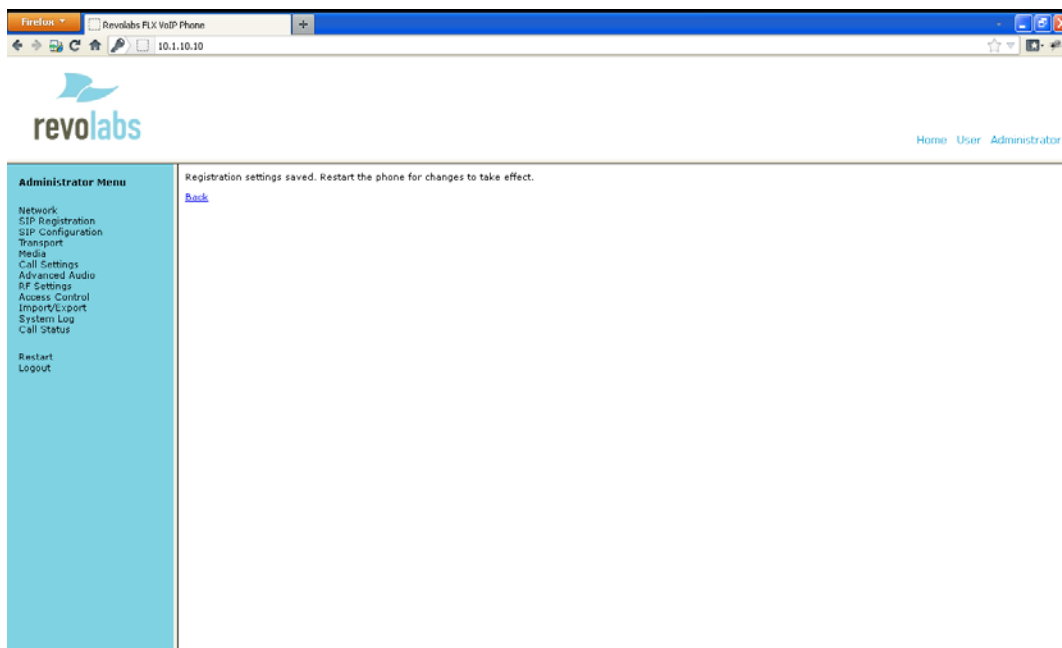 Firefox
Revolabs FLX VoIP Phone
10.1.10.10
revolabs
Home User Administrator
Administrator Menu
Registration settings saved. Restart the phone for changes to take effect.
Back
Network
SIP Registration
SIP Configuration
Transport
Media
Call Settings
Advanced Audio
RF Settings
Access Control
Import/Export
System Log
Call Status
Restart
Logout